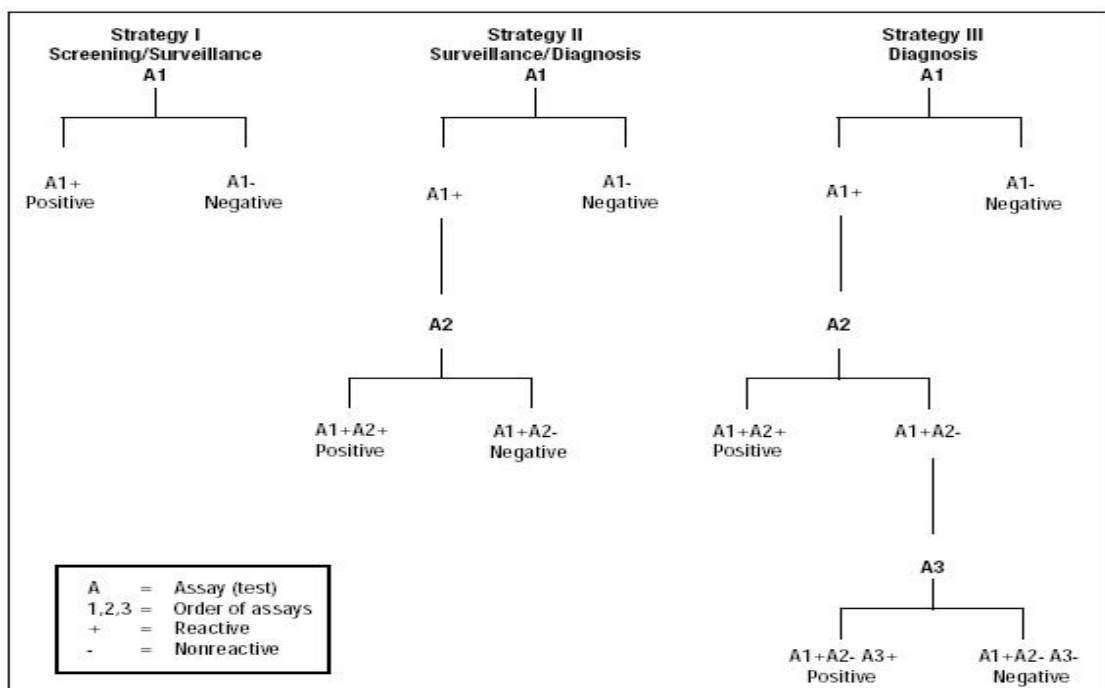 Strategy I
Screening/Surveillance
A1
A1+
Positive
A1-
Negative
Strategy II
Surveillance/Diagnosis
A1
A1+
A1-
Negative
A2
A1+A2+
Positive
A1+A2-
Negative
Strategy III
Diagnosis
A1
A1+
A1-
Negative
A2
A1+A2+
Positive
A1+A2-
A3
A1+A2- A3+
Positive
A1+A2- A3-
Negative
A = Assay (test)
1,2,3 = Order of assays
+ = Reactive
- = Nonreactive